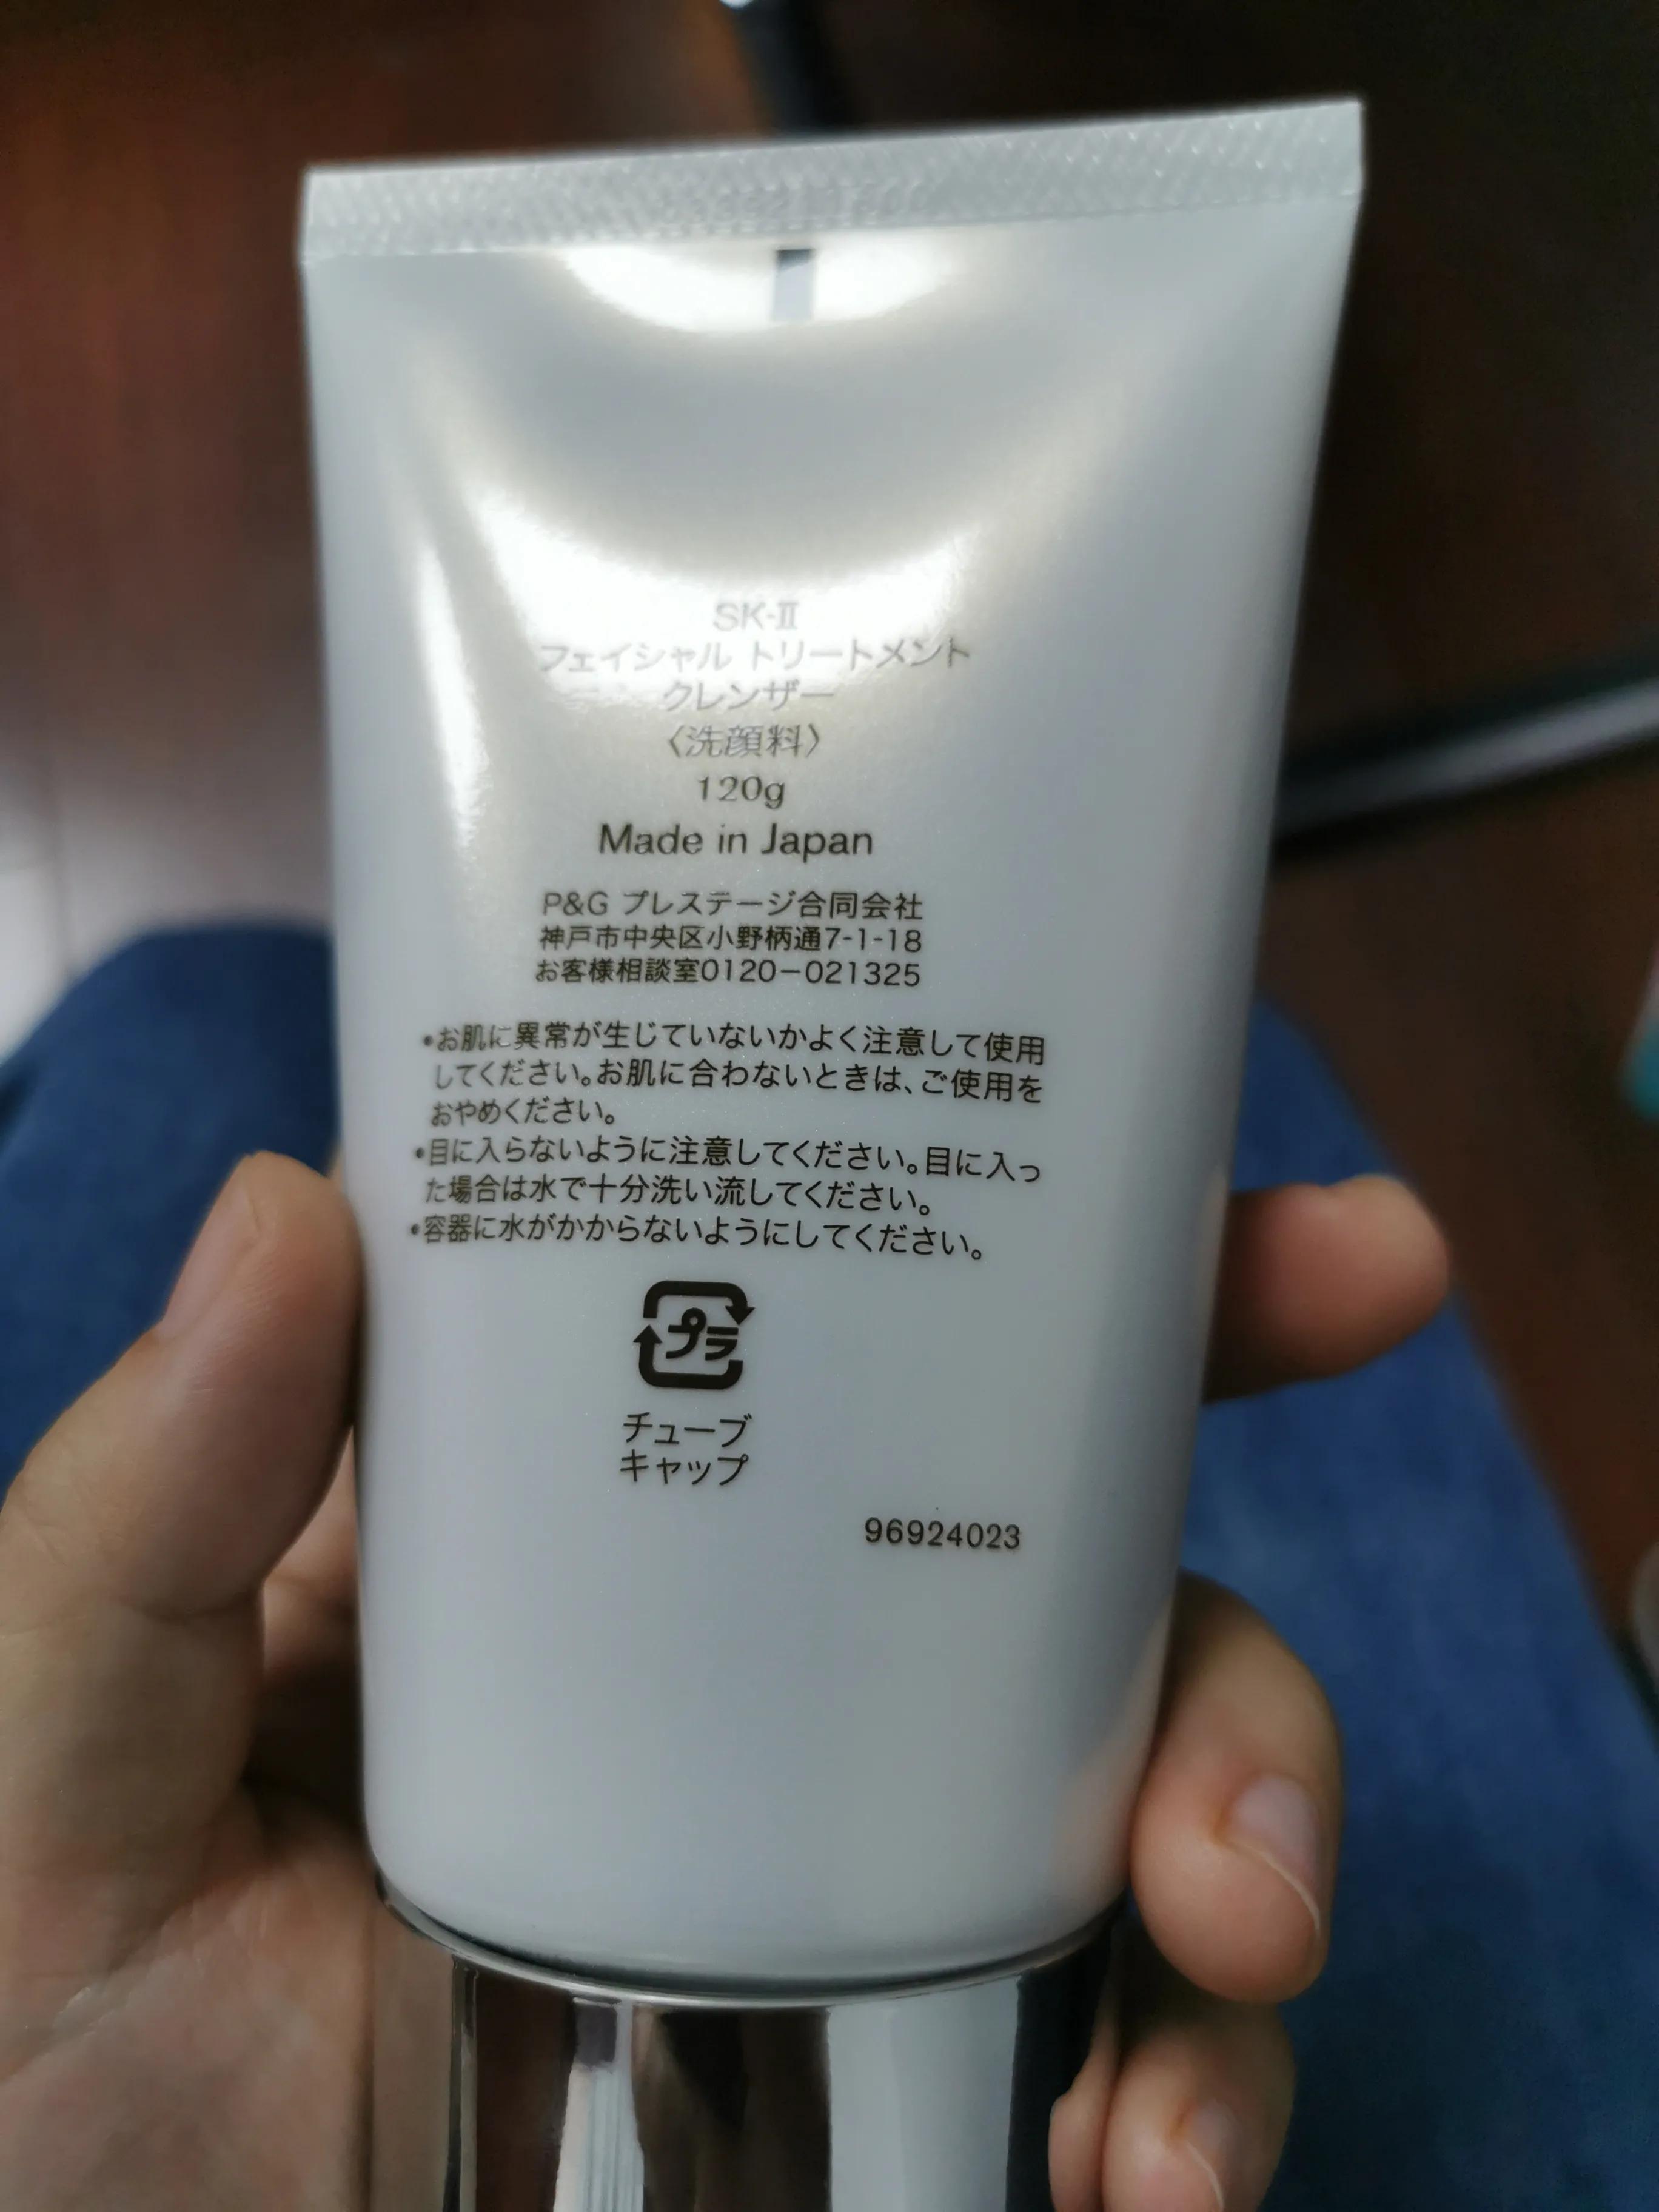 SK-II
フェイシャル トリートメント
クレンザー
〈洗顔料〉
120g
Made in Japan
P&G プレステージ合同会社
神戸市中央区小野柄通7-1-18
お客様相談室0120-021325
•お肌に異常が生じていないかよく注意して使用
してください。お肌に合わないときは、ご使用を
おやめください。
•目に入らないように注意してください。目に入っ
た場合は水で十分洗い流してください。
•容器に水がかからないようにしてください。
プラ
チューブ
キャップ
96924023